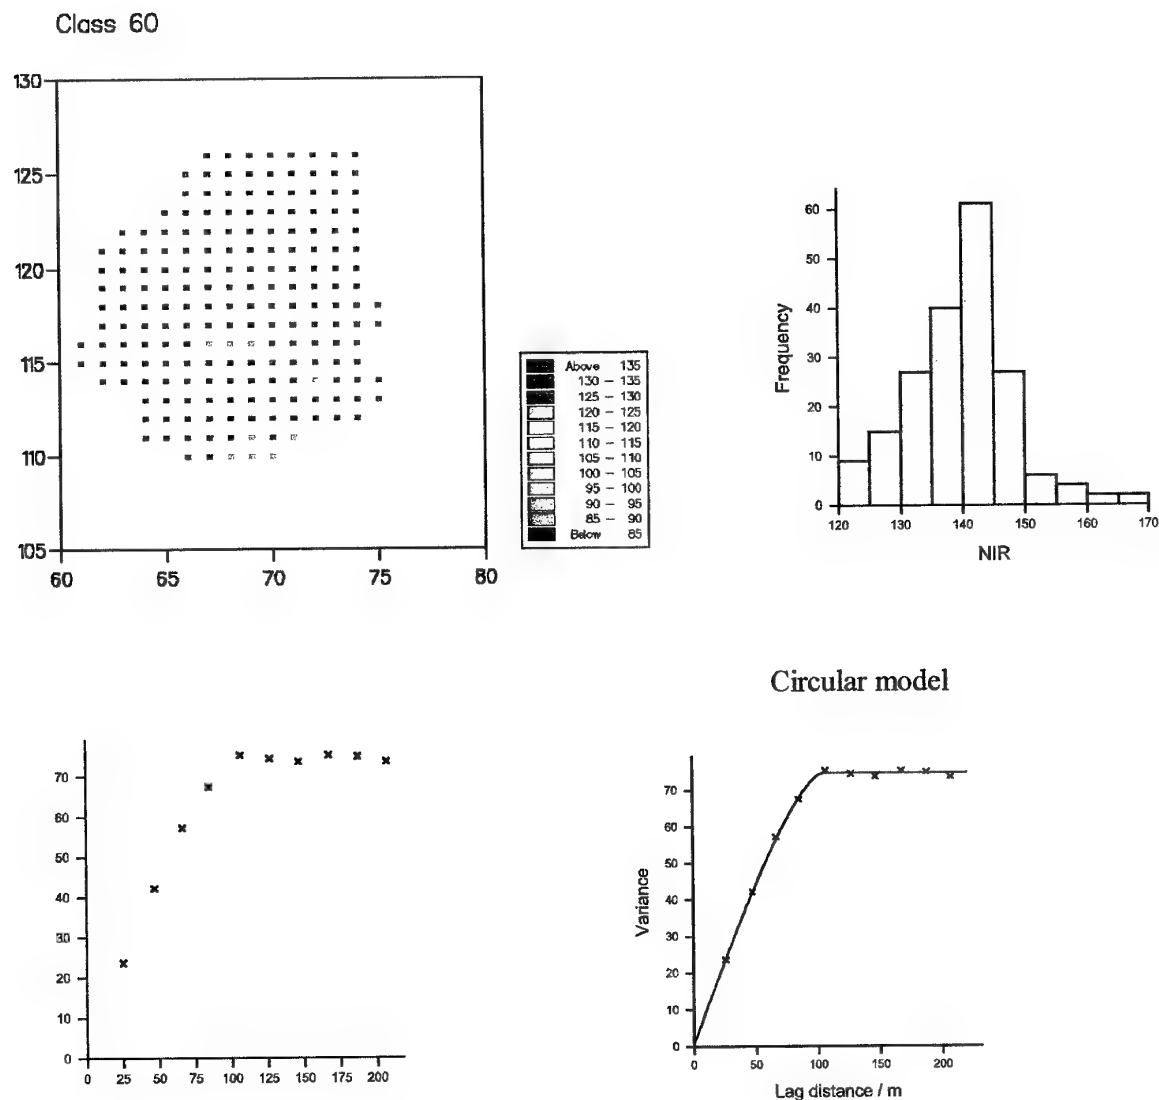 Class 60
130
125
120
115
110
105
60 65 70 75 80
Above 135
130 – 135
125 – 130
120 – 125
115 – 120
110 – 115
105 – 110
100 – 105
95 – 100
90 – 95
85 – 90
Below 85
Frequency
60
50
40
30
20
10
0
120 130 140 150 160 170
NIR
70
60
50
40
30
20
10
0
0 25 50 75 100 125 150 175 200
Circular model
Variance
70
60
50
40
30
20
10
0
0 50 100 150 200
Lag distance / m